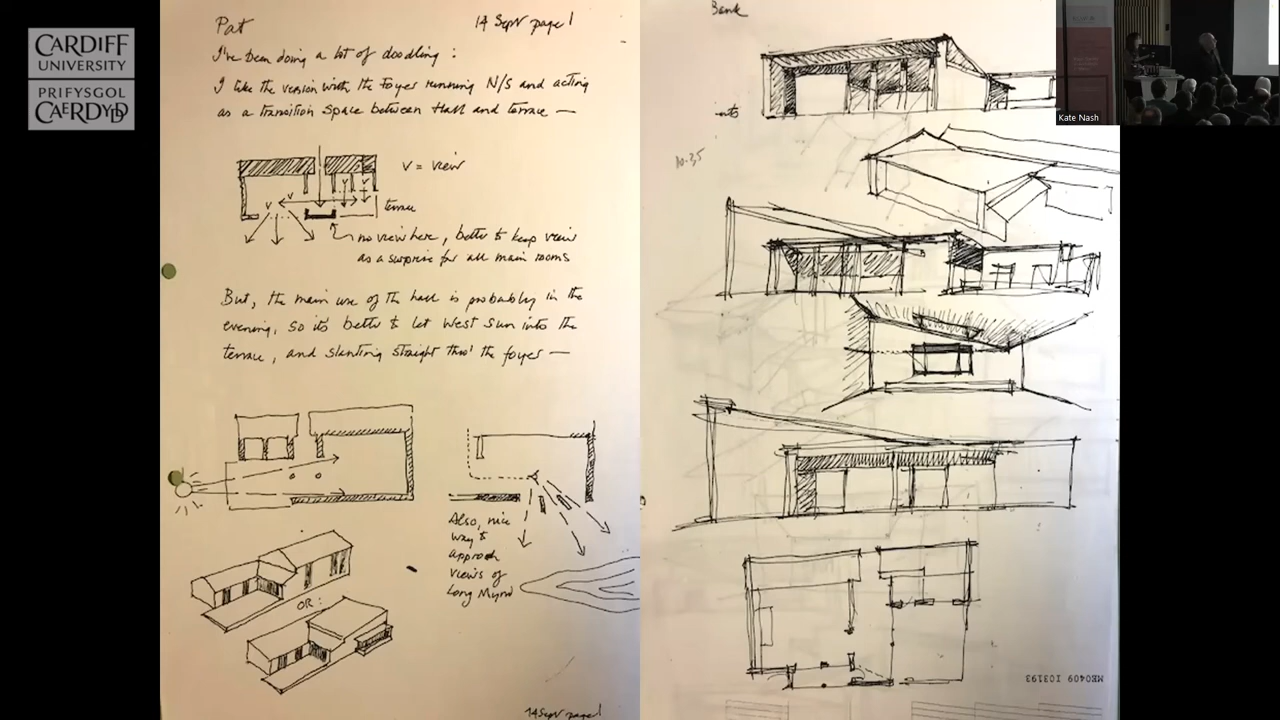 CARDIFF
UNIVERSITY
PRIFYSGOL
CAERDYDD
Pat
14 Sept page 1
I've been doing a lot of doodling :
I like the version with the foyer running N/S and acting
as a transition space between Hall and terrace —
V = view
V
V
V
V
terrace
no view here, better to keep view
as a surprise for all main rooms
But, the main use of the hall is probably in the
evening, so its better to let West Sun into the
terrace, and slanting straight thro' the foyer —
Also, nice
way to
approach
views of
Long Mynd
OR :
14 Sept page 1
Bank
10.35
ME0409 I03193
Kate Nash